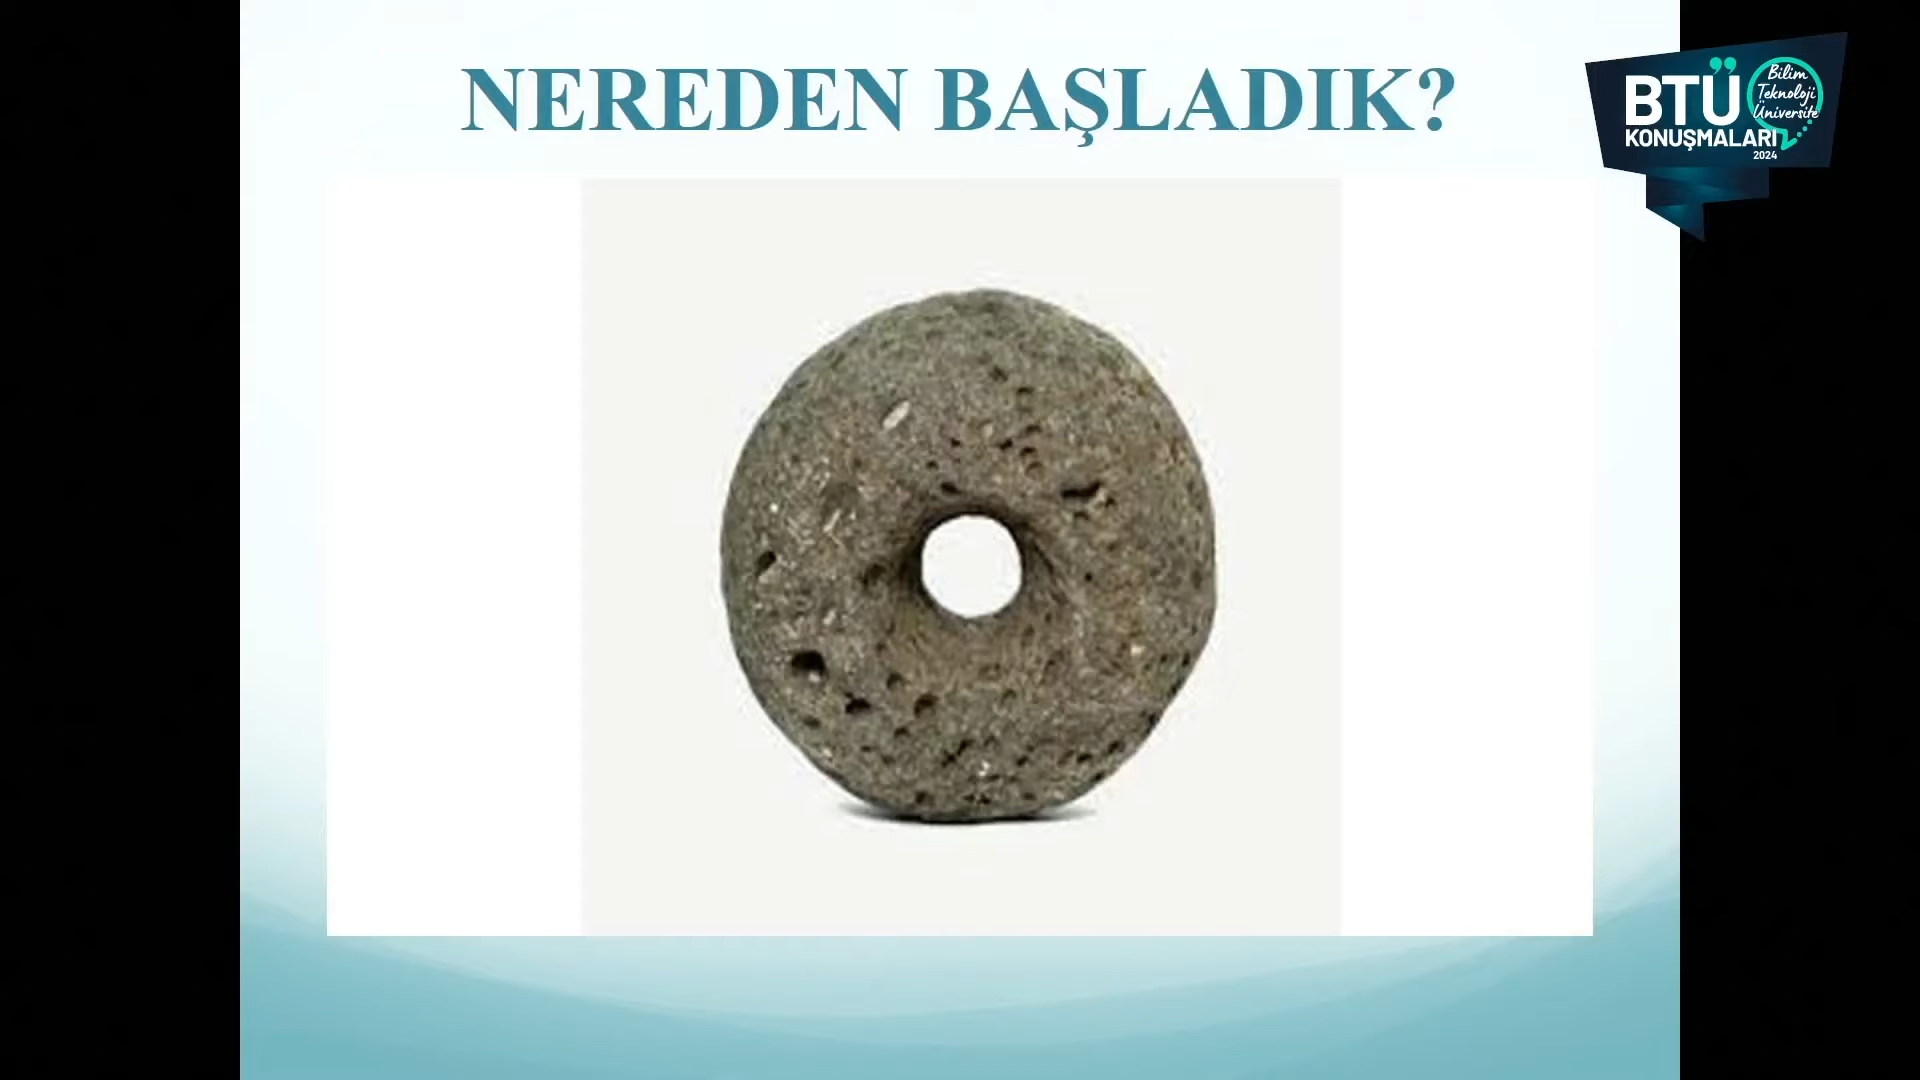 NEREDEN BAŞLADIK?
BTÜ
Bilim
Teknoloji
Üniversite
KONUŞMALARI
2024